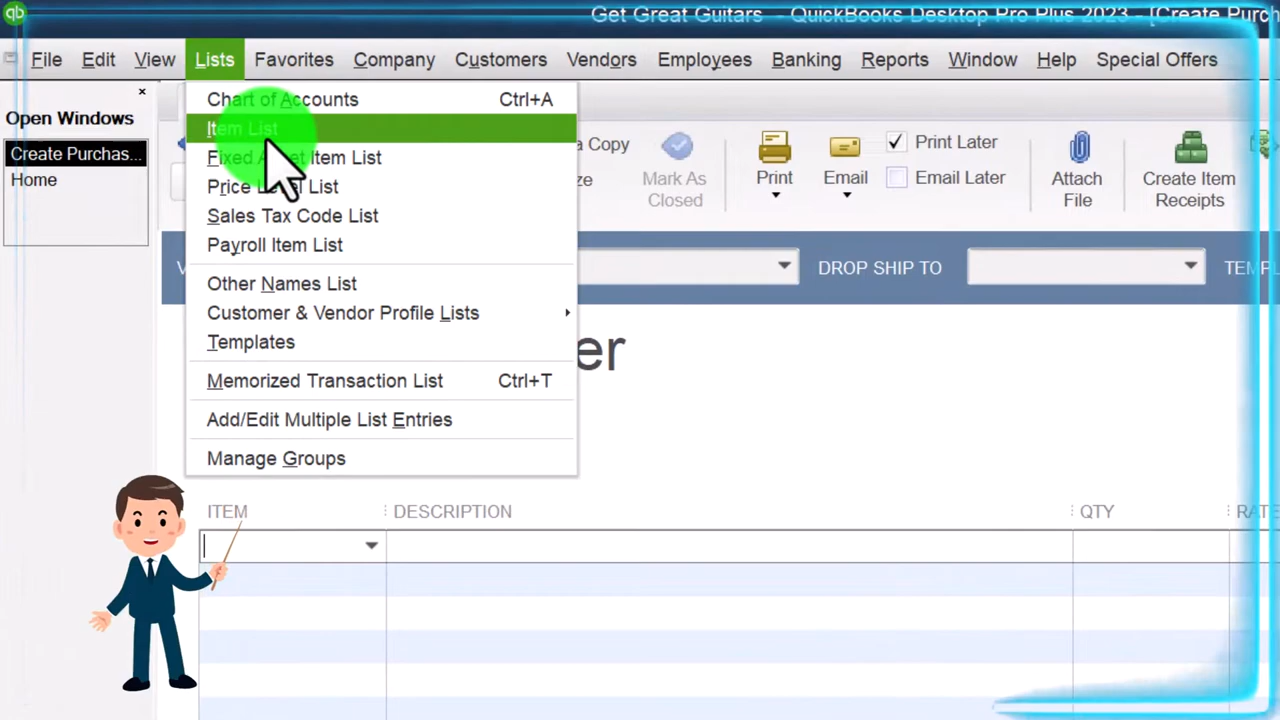 qb
Get Great Guitars - QuickBooks Desktop Pro Plus 2023 - [Create Purch
File Edit View Lists Favorites Company Customers Vendors Employees Banking Reports Window Help Special Offers
Chart of Accounts Ctrl+A
Item List
Fixed Asset Item List
Price Level List
Sales Tax Code List
Payroll Item List
Other Names List
Customer & Vendor Profile Lists
Templates
Memorized Transaction List Ctrl+T
Add/Edit Multiple List Entries
Manage Groups
Open Windows
Create Purchas...
Home
a Copy
Mark As
Closed
Print
Email
Print Later
Email Later
Attach
File
Create Item
Receipts
DROP SHIP TO
TEMPL
er
ITEM DESCRIPTION QTY RATE